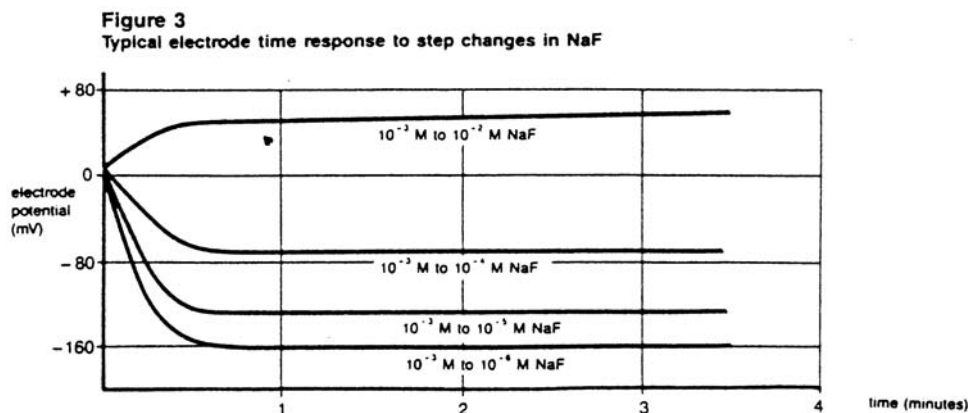 Figure 3
Typical electrode time response to step changes in NaF
+ 80
10⁻³ M to 10⁻² M NaF
0
electrode
potential
(mV)
− 80
10⁻³ M to 10⁻⁴ M NaF
10⁻³ M to 10⁻⁵ M NaF
−160
10⁻³ M to 10⁻⁶ M NaF
1
2
3
4
time (minutes)